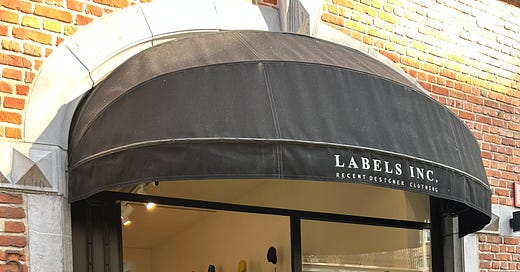 LABELS INC.
RECENT DESIGNER CLOTHING